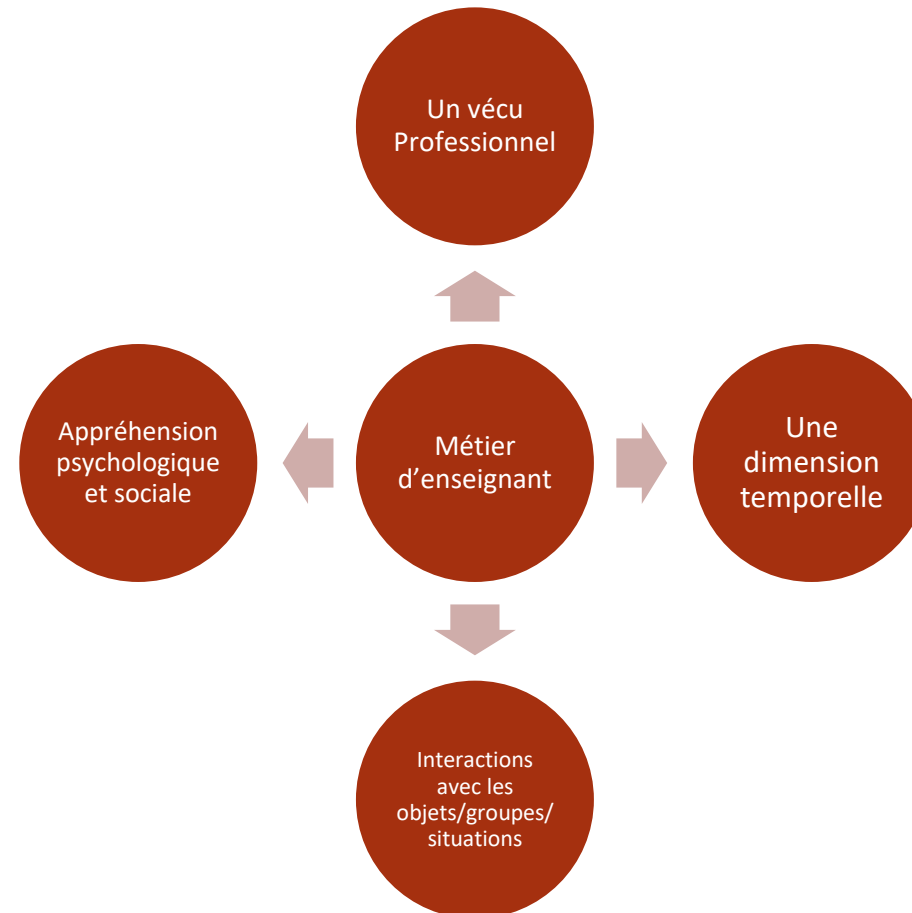 Un vécu
Professionnel
Appréhension
psychologique
et sociale
Métier
d’enseignant
Une
dimension
temporelle
Interactions
avec les
objets/groupes/
situations